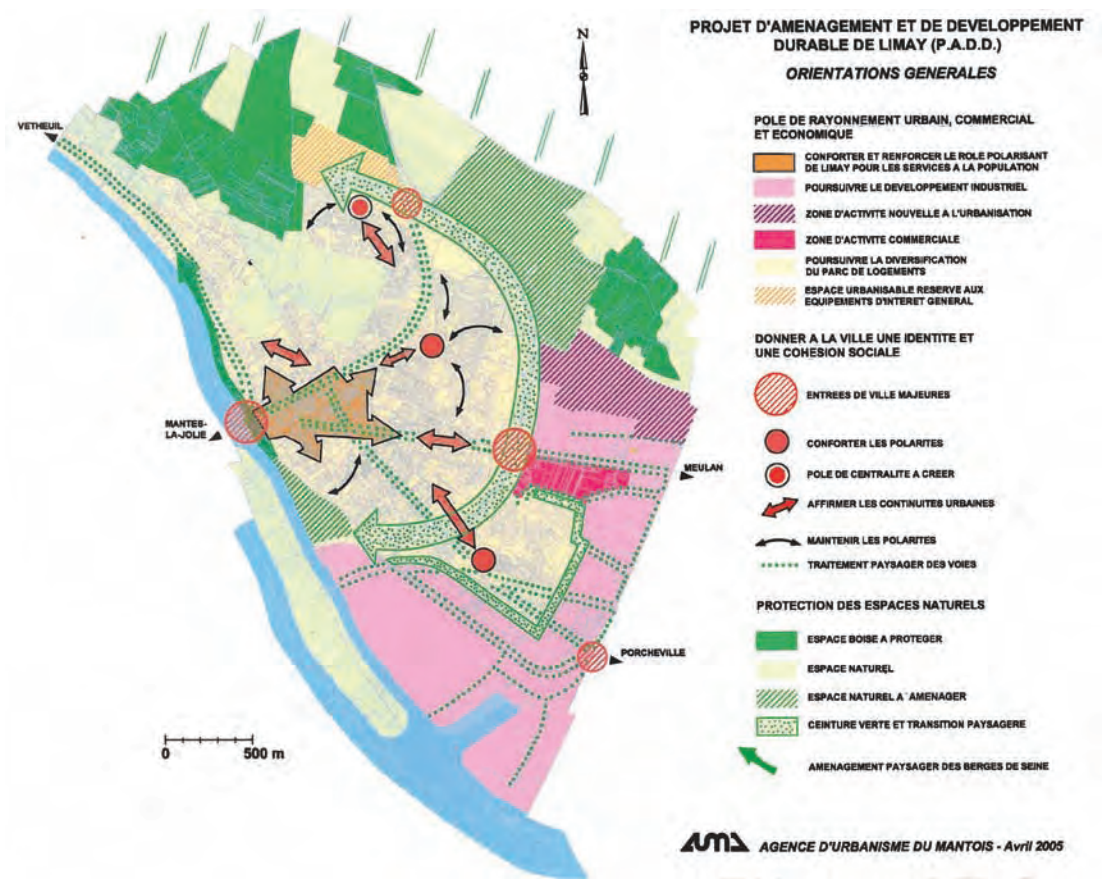 PROJET D'AMENAGEMENT ET DE DEVELOPPEMENT
DURABLE DE LIMAY (P.A.D.D.)
ORIENTATIONS GENERALES
N
VETHEUIL
MANTES-
LA-JOLIE
MEULAN
PORCHEVILLE
0 500 m
POLE DE RAYONNEMENT URBAIN, COMMERCIAL
ET ECONOMIQUE
CONFORTER ET RENFORCER LE ROLE POLARISANT
DE LIMAY POUR LES SERVICES A LA POPULATION
POURSUIVRE LE DEVELOPPEMENT INDUSTRIEL
ZONE D'ACTIVITE NOUVELLE A L'URBANISATION
ZONE D'ACTIVITE COMMERCIALE
POURSUIVRE LA DIVERSIFICATION
DU PARC DE LOGEMENTS
ESPACE URBANISABLE RESERVE AUX
EQUIPEMENTS D'INTERET GENERAL
DONNER A LA VILLE UNE IDENTITE ET
UNE COHESION SOCIALE
ENTREES DE VILLE MAJEURES
CONFORTER LES POLARITES
POLE DE CENTRALITE A CREER
AFFIRMER LES CONTINUITES URBAINES
MAINTENIR LES POLARITES
TRAITEMENT PAYSAGER DES VOIES
PROTECTION DES ESPACES NATURELS
ESPACE BOISE A PROTEGER
ESPACE NATUREL
ESPACE NATUREL A AMENAGER
CEINTURE VERTE ET TRANSITION PAYSAGERE
AMENAGEMENT PAYSAGER DES BERGES DE SEINE
AUMA AGENCE D'URBANISME DU MANTOIS - Avril 2005